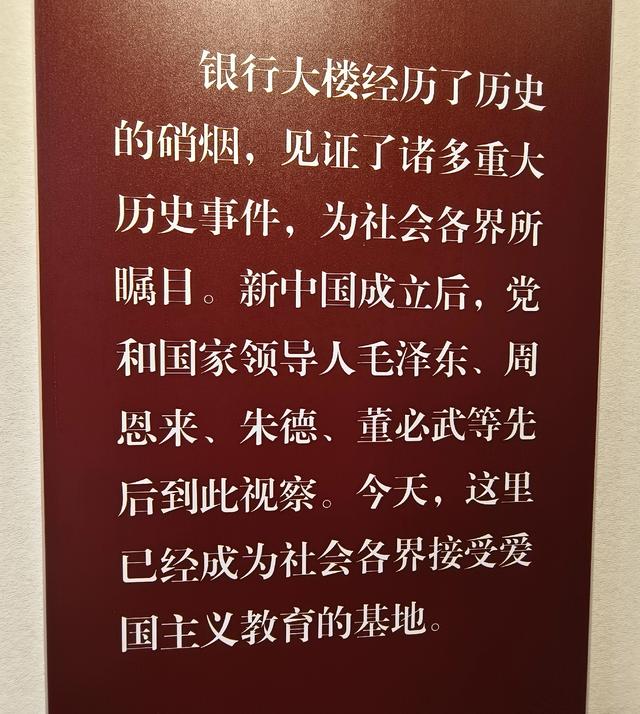 银行大楼经历了历史
的硝烟，见证了诸多重大
历史事件，为社会各界所
瞩目。新中国成立后，党
和国家领导人毛泽东、周
恩来、朱德、董必武等先
后到此视察。今天，这里
已经成为社会各界接受爱
国主义教育的基地。